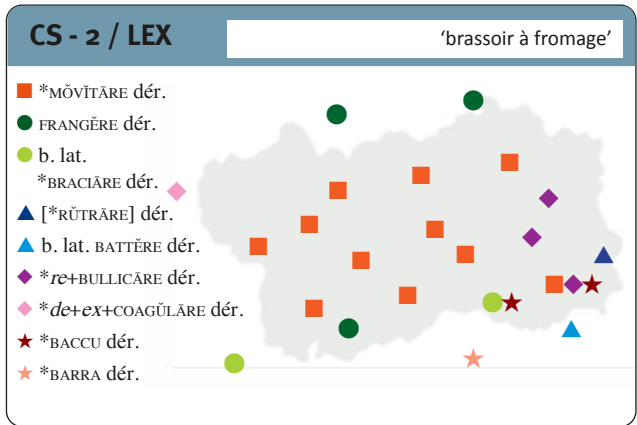 CS - 2 / LEX
‘brassoir à fromage’
*MŎVĬTĀRE dér.
FRANGĔRE dér.
b. lat.
*BRACIĀRE dér.
[*RŬTRĀRE] dér.
b. lat. BATTĔRE dér.
*re+BULLICĀRE dér.
*de+ex+COAGŬLĀRE dér.
*BACCU dér.
*BARRA dér.